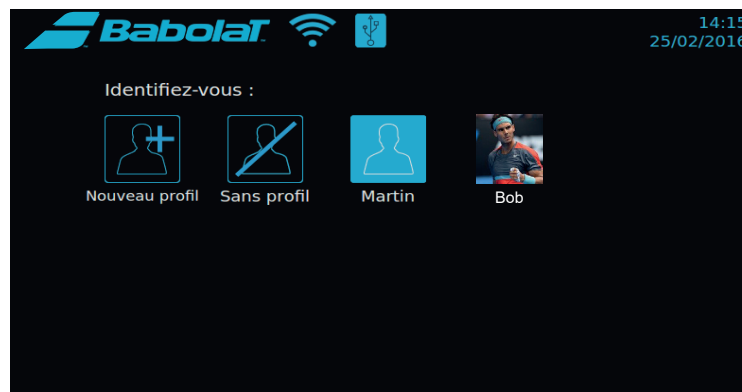 Babolat
14:15
25/02/2016
Identifiez-vous :
Nouveau profil
Sans profil
Martin
Bob